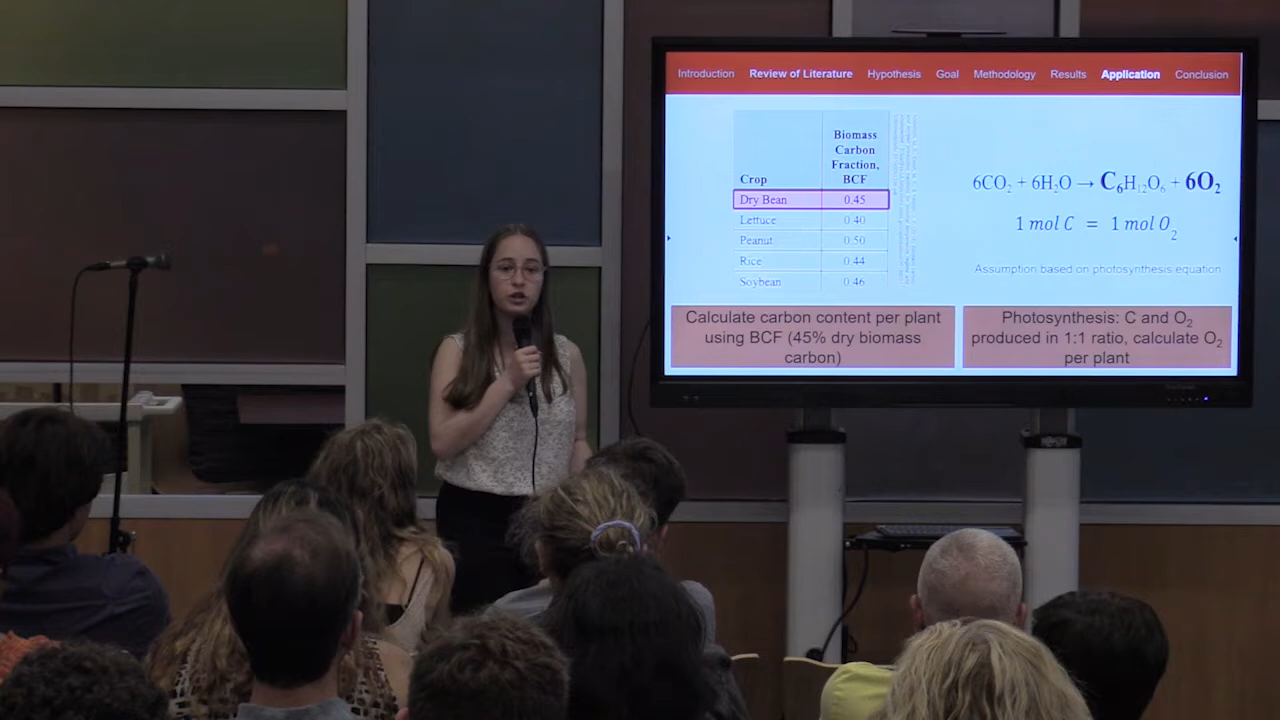 Introduction Review of Literature Hypothesis Goal Methodology Results Application Conclusion
Crop Biomass Carbon Fraction, BCF
Dry Bean 0.45
Lettuce 0.40
Peanut 0.50
Rice 0.44
Soybean 0.46
6CO₂ + 6H₂O → C₆H₁₂O₆ + 6O₂
1 mol C = 1 mol O₂
Assumption based on photosynthesis equation
Calculate carbon content per plant
using BCF (45% dry biomass
carbon)
Photosynthesis: C and O₂
produced in 1:1 ratio, calculate O₂
per plant